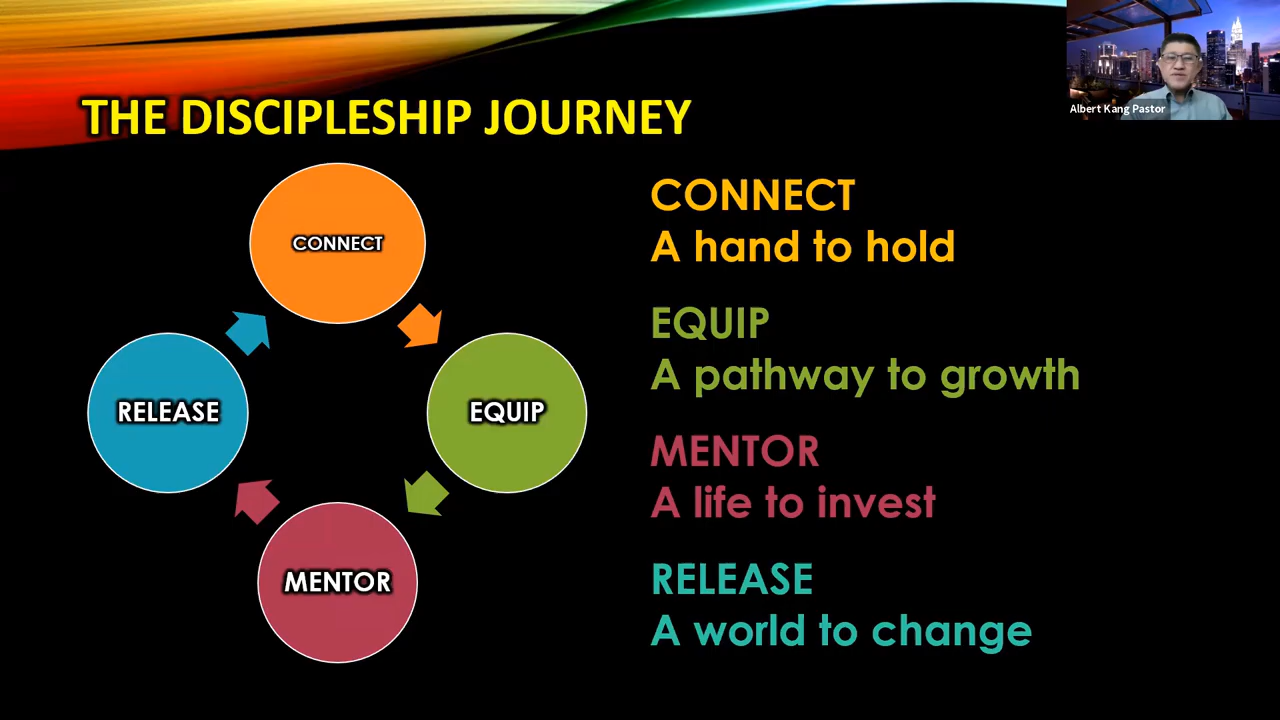 Albert Kang Pastor
THE DISCIPLESHIP JOURNEY
CONNECT
EQUIP
MENTOR
RELEASE
CONNECT
A hand to hold
EQUIP
A pathway to growth
MENTOR
A life to invest
RELEASE
A world to change